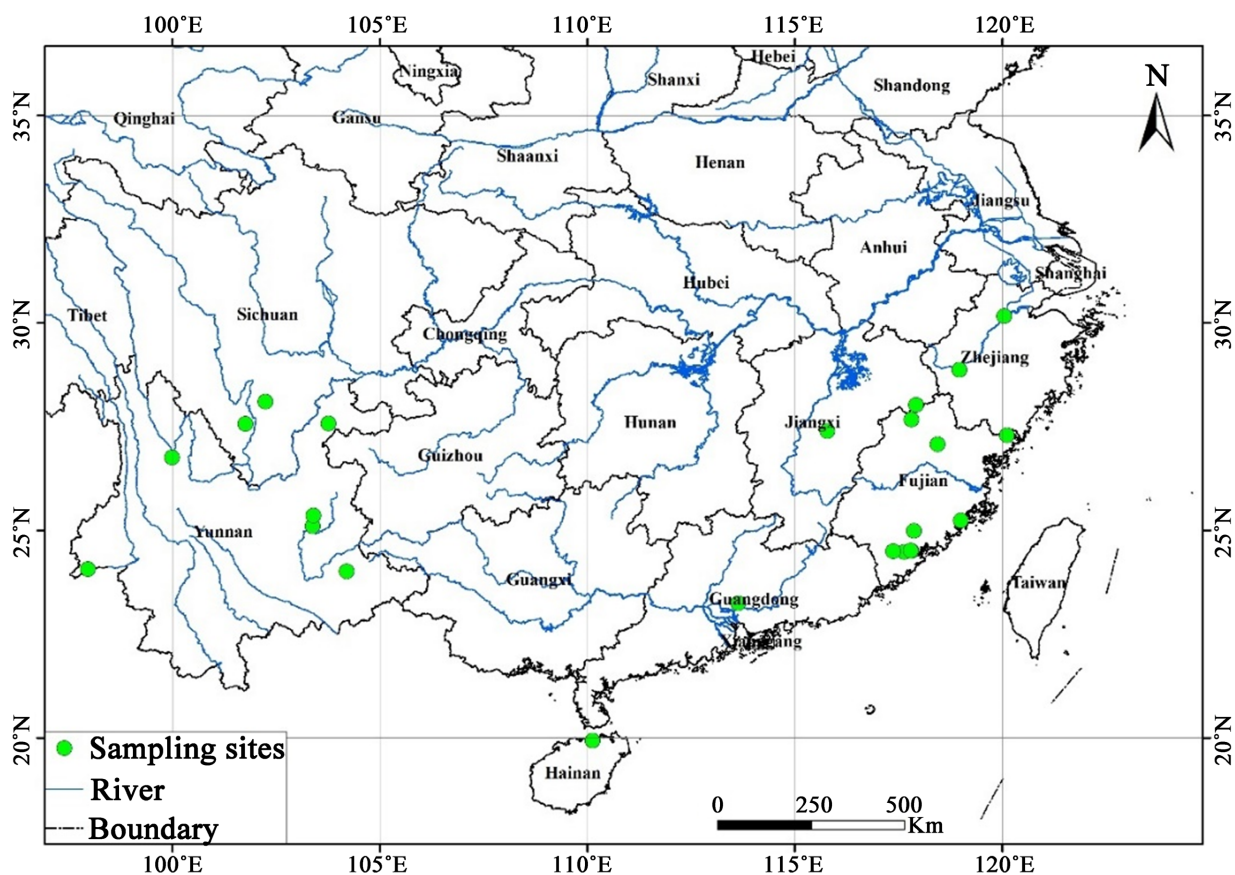 100°E 105°E 110°E 115°E 120°E
Hebei
Ningxia
Shanxi
Shandong
N
35°N
Qinghai
Gansu
35°N
Shaanxi
Henan
Jiangsu
Anhui
Shanghai
Hubei
30°N
Tibet
Sichuan
30°N
Chongqing
Zhejiang
Hunan
Jiangxi
Guizhou
Fujian
25°N
Yunnan
25°N
Guangxi
Taiwan
Guangdong
20°N
20°N
Sampling sites
Hainan
River
0 250 500
Km
Boundary
100°E 105°E 110°E 115°E 120°E